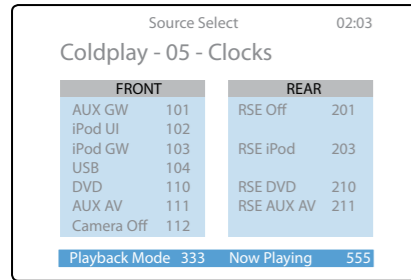 Source Select 02:03
Coldplay - 05 - Clocks
FRONT REAR
AUX GW 101 RSE Off 201
iPod UI 102
iPod GW 103 RSE iPod 203
USB 104
DVD 110 RSE DVD 210
AUX AV 111 RSE AUX AV 211
Camera Off 112
Playback Mode 333 Now Playing 555